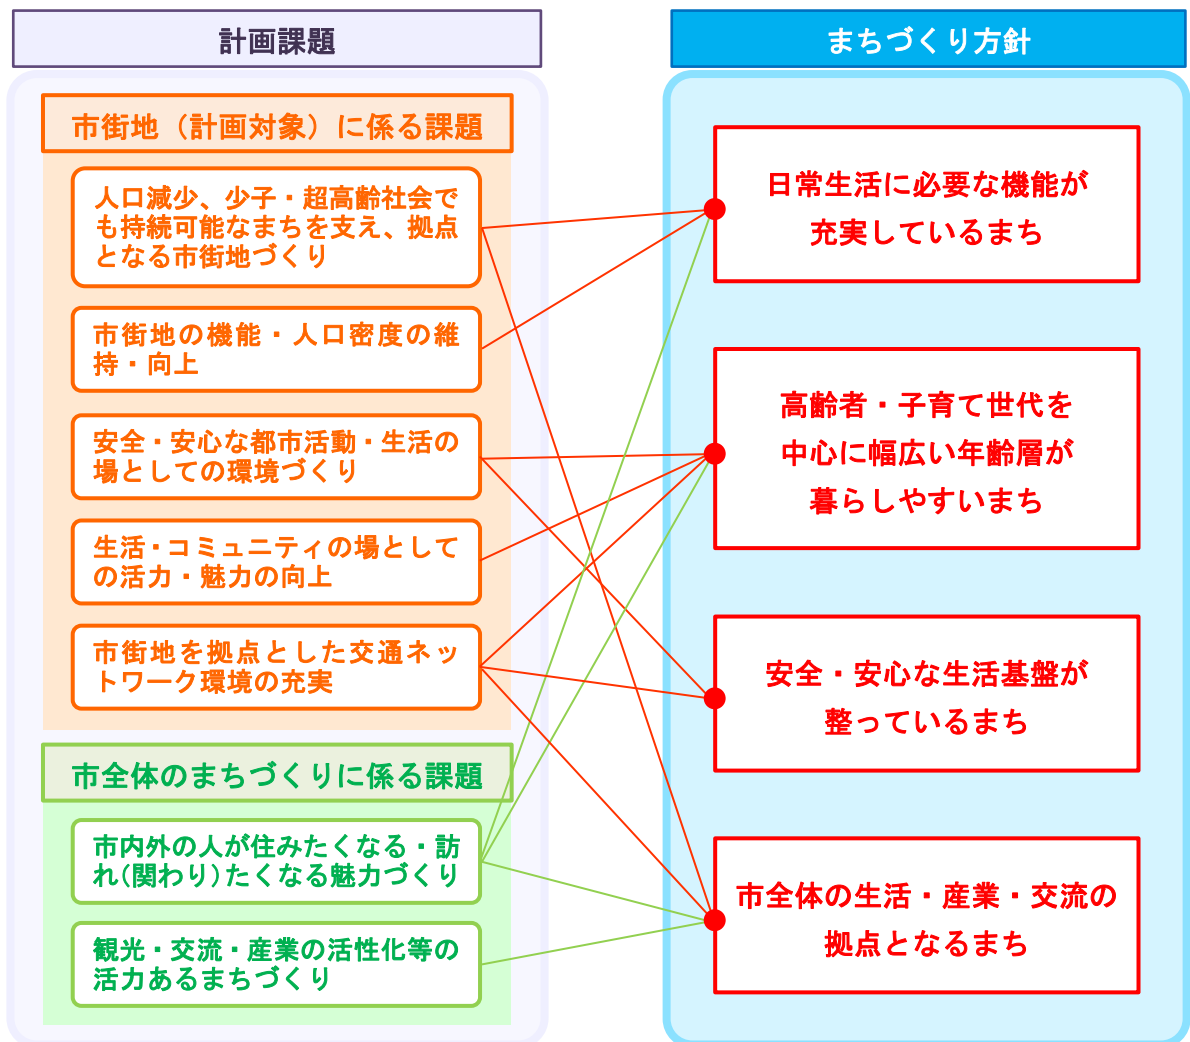 計画課題
市街地（計画対象）に係る課題
人口減少、少子・超高齢社会で
も持続可能なまちを支え、拠点
となる市街地づくり
市街地の機能・人口密度の維
持・向上
安全・安心な都市活動・生活の
場としての環境づくり
生活・コミュニティの場として
の活力・魅力の向上
市街地を拠点とした交通ネッ
トワーク環境の充実
市全体のまちづくりに係る課題
市内外の人が住みたくなる・訪
れ(関わり)たくなる魅力づくり
観光・交流・産業の活性化等の
活力あるまちづくり
まちづくり方針
日常生活に必要な機能が
充実しているまち
高齢者・子育て世代を
中心に幅広い年齢層が
暮らしやすいまち
安全・安心な生活基盤が
整っているまち
市全体の生活・産業・交流の
拠点となるまち